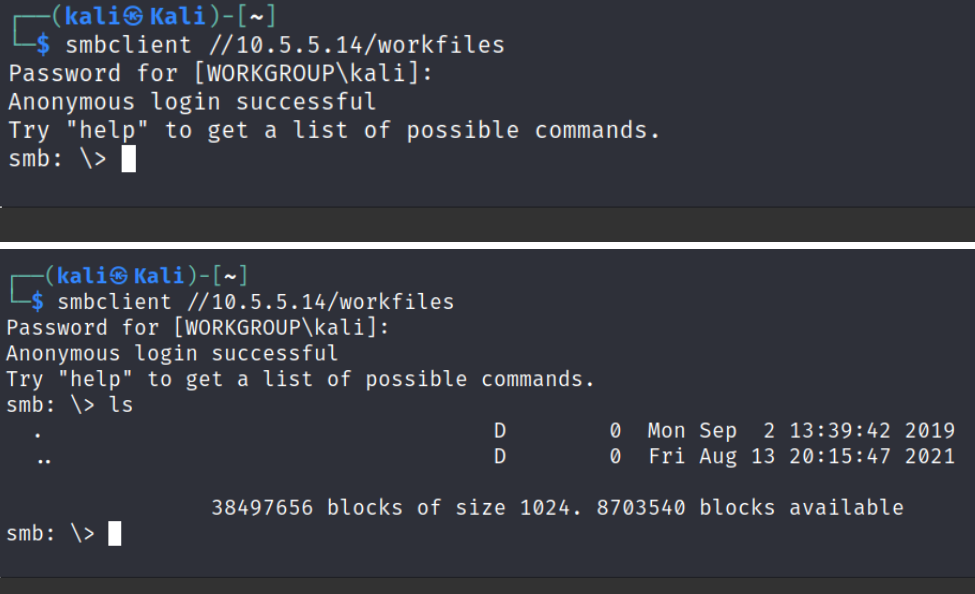 ┌──(kali㉿Kali)-[~]
└─$ smbclient //10.5.5.14/workfiles
Password for [WORKGROUP\kali]:
Anonymous login successful
Try "help" to get a list of possible commands.
smb: \>
┌──(kali㉿Kali)-[~]
└─$ smbclient //10.5.5.14/workfiles
Password for [WORKGROUP\kali]:
Anonymous login successful
Try "help" to get a list of possible commands.
smb: \> ls
  .                                   D        0  Mon Sep  2 13:39:42 2019
  ..                                  D        0  Fri Aug 13 20:15:47 2021
                38497656 blocks of size 1024. 8703540 blocks available
smb: \>